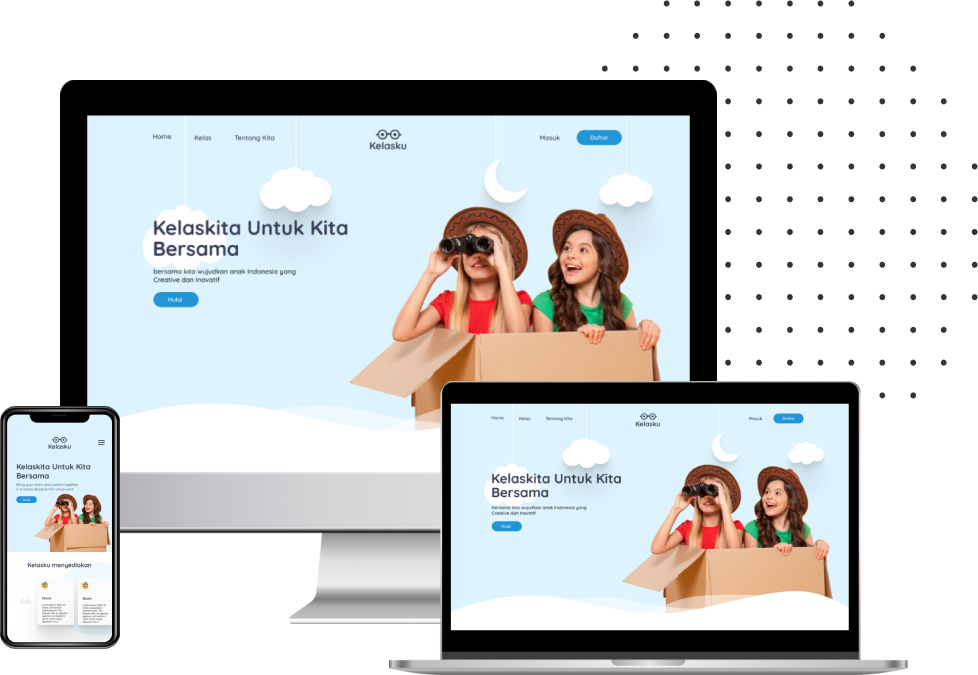 Home Kelas Tentang Kita Kelasku Masuk Daftar
Kelaskita Untuk Kita
Bersama
bersama kita wujudkan anak Indonesia yang
Creative dan Inovatif
Mulai
Kelasku
Kelaskita Untuk Kita
Bersama
Bring your team and content together
in a space designed for visual work
Mulai
Kelasku menyediakan
Ebook
Ebook
Home Kelas Tentang Kita Kelasku Masuk Daftar
Kelaskita Untuk Kita
Bersama
bersama kita wujudkan anak Indonesia yang
Creative dan Inovatif
Mulai